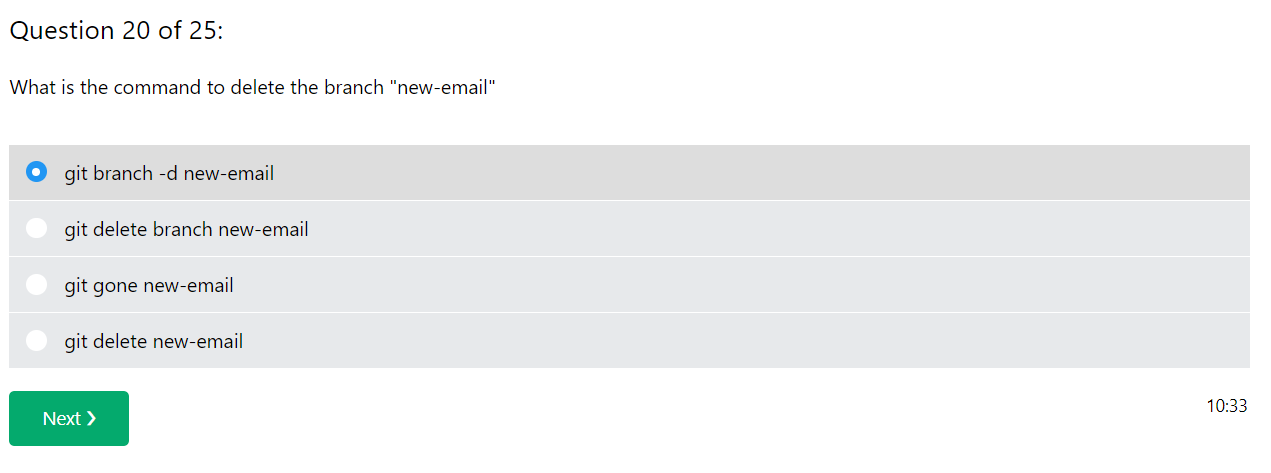 Question 20 of 25:
What is the command to delete the branch "new-email"
git branch -d new-email
git delete branch new-email
git gone new-email
git delete new-email
Next ❯
10:33